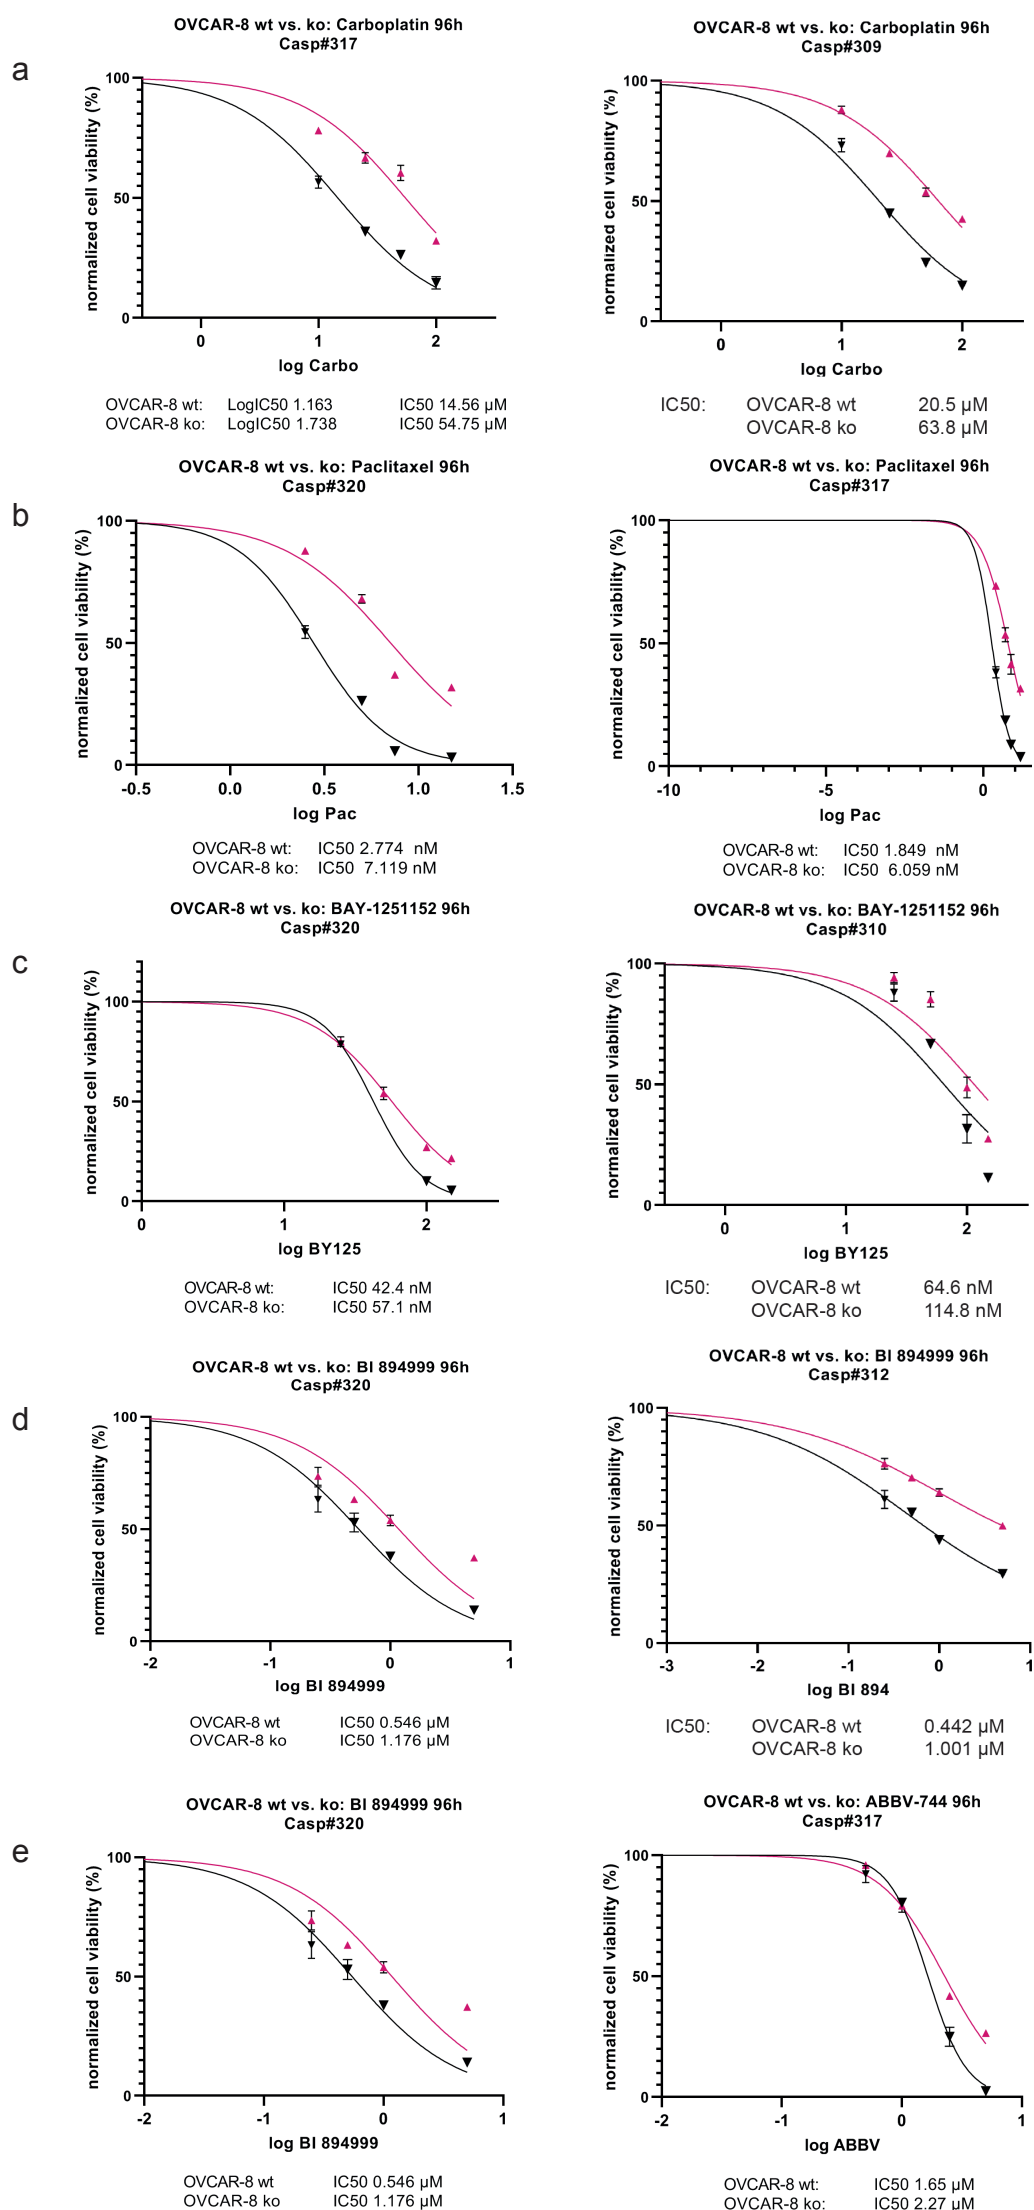 a
OVCAR-8 wt vs. ko: Carboplatin 96h
Casp#317
normalized cell viability (%)
100
50
0
0 1 2
log Carbo
OVCAR-8 wt: LogIC50 1.163 IC50 14.56 µM
OVCAR-8 ko: LogIC50 1.738 IC50 54.75 µM
OVCAR-8 wt vs. ko: Carboplatin 96h
Casp#309
normalized cell viability (%)
100
50
0
0 1 2
log Carbo
IC50: OVCAR-8 wt 20.5 µM
OVCAR-8 ko 63.8 µM
b
OVCAR-8 wt vs. ko: Paclitaxel 96h
Casp#320
normalized cell viability (%)
100
50
0
-0.5 0.0 0.5 1.0 1.5
log Pac
OVCAR-8 wt: IC50 2.774 nM
OVCAR-8 ko: IC50 7.119 nM
OVCAR-8 wt vs. ko: Paclitaxel 96h
Casp#317
normalized cell viability (%)
100
50
0
-10 -5 0
log Pac
OVCAR-8 wt: IC50 1.849 nM
OVCAR-8 ko: IC50 6.059 nM
c
OVCAR-8 wt vs. ko: BAY-1251152 96h
Casp#320
normalized cell viability (%)
100
50
0
0 1 2
log BY125
OVCAR-8 wt: IC50 42.4 nM
OVCAR-8 ko: IC50 57.1 nM
OVCAR-8 wt vs. ko: BAY-1251152 96h
Casp#310
normalized cell viability (%)
100
50
0
0 1 2
log BY125
IC50: OVCAR-8 wt 64.6 nM
OVCAR-8 ko 114.8 nM
d
OVCAR-8 wt vs. ko: BI 894999 96h
Casp#320
normalized cell viability (%)
100
50
0
-2 -1 0 1
log BI 894999
OVCAR-8 wt IC50 0.546 µM
OVCAR-8 ko IC50 1.176 µM
OVCAR-8 wt vs. ko: BI 894999 96h
Casp#312
normalized cell viability (%)
100
50
0
-3 -2 -1 0 1
log BI 894
IC50: OVCAR-8 wt 0.442 µM
OVCAR-8 ko 1.001 µM
e
OVCAR-8 wt vs. ko: BI 894999 96h
Casp#320
normalized cell viability (%)
100
50
0
-2 -1 0 1
log BI 894999
OVCAR-8 wt IC50 0.546 µM
OVCAR-8 ko IC50 1.176 µM
OVCAR-8 wt vs. ko: ABBV-744 96h
Casp#317
normalized cell viability (%)
100
50
0
-2 -1 0 1
log ABBV
OVCAR-8 wt: IC50 1.65 µM
OVCAR-8 ko: IC50 2.27 µM